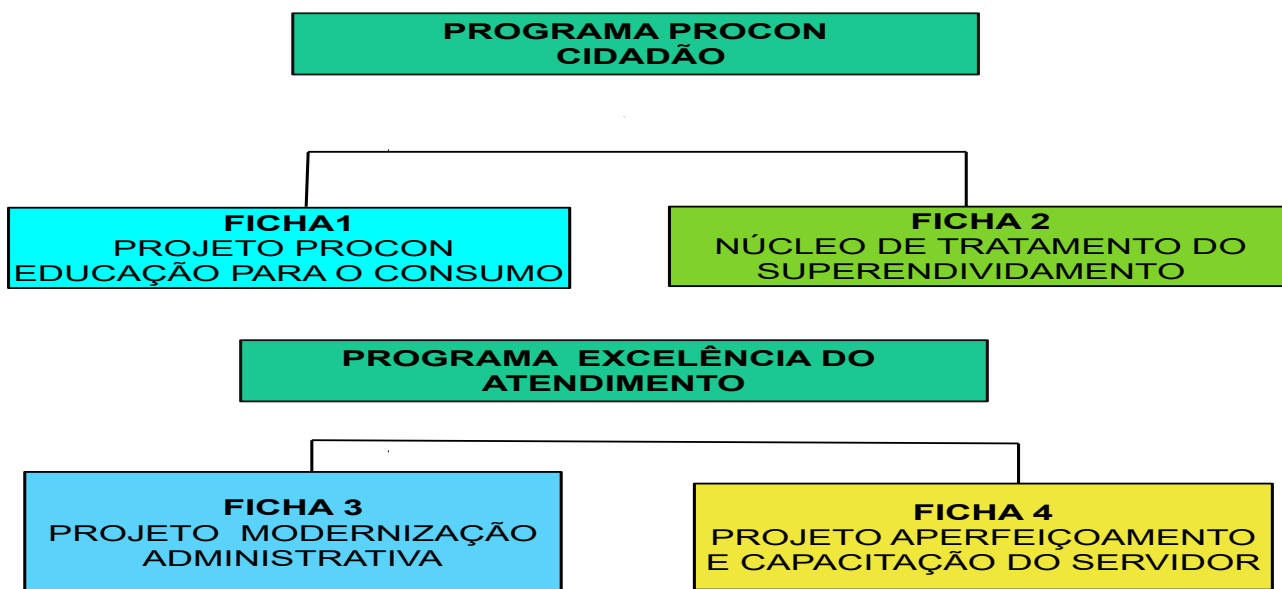 PROGRAMA PROCON
CIDADÃO
FICHA1
PROJETO PROCON
EDUCAÇÃO PARA O CONSUMO
FICHA 2
NÚCLEO DE TRATAMENTO DO
SUPERENDIVIDAMENTO
PROGRAMA EXCELÊNCIA DO
ATENDIMENTO
FICHA 3
PROJETO MODERNIZAÇÃO
ADMINISTRATIVA
FICHA 4
PROJETO APERFEIÇOAMENTO
E CAPACITAÇÃO DO SERVIDOR